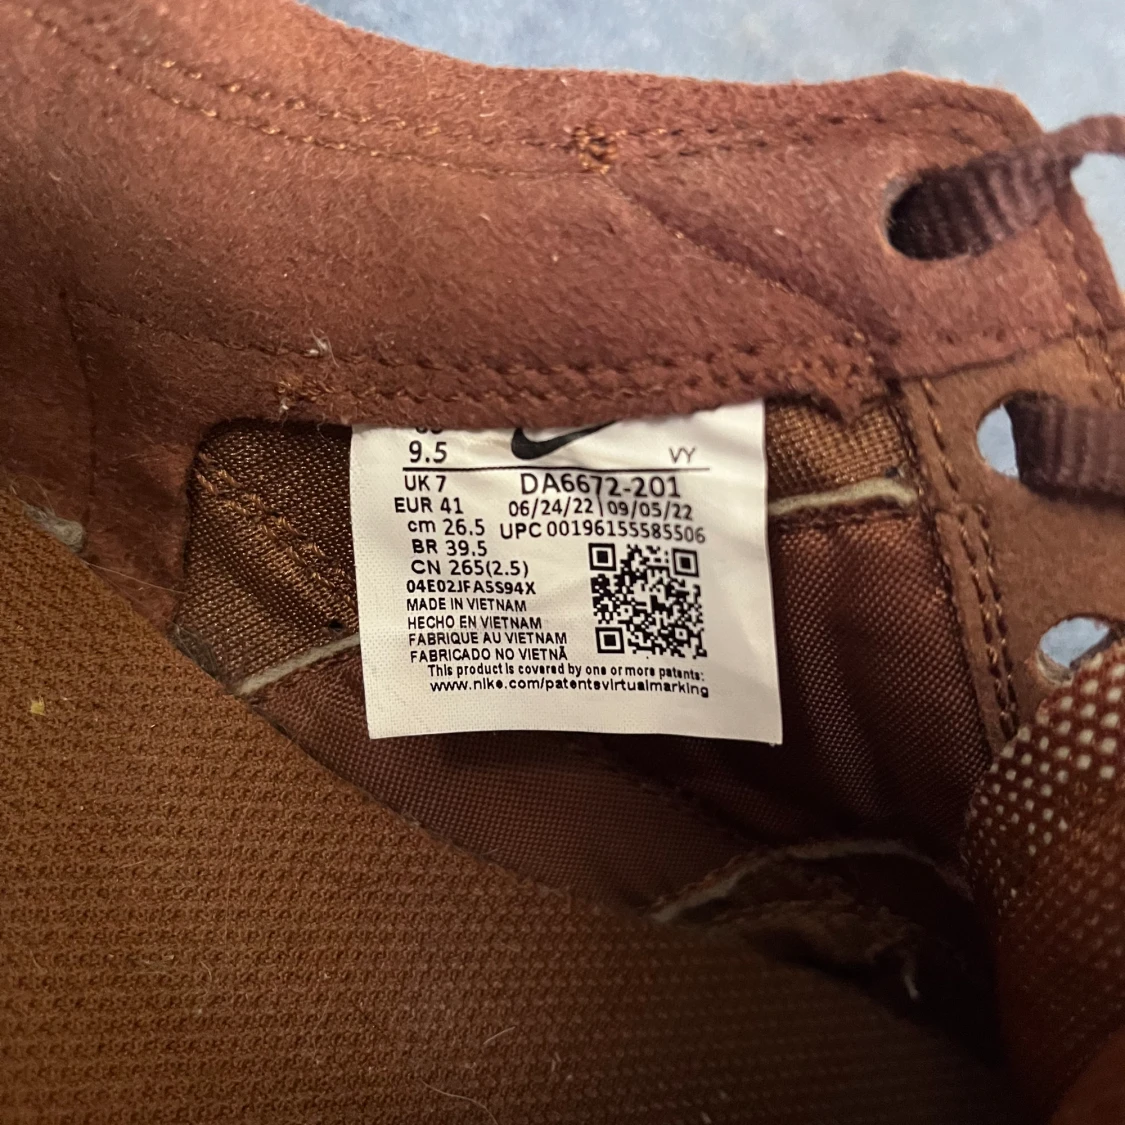 9.5 VY
UK 7 DA6672-201
EUR 41 06/24/22 | 09/05/22
cm 26.5 UPC 00196155585506
BR 39.5
CN 265(2.5)
04E02JFA5S94X
MADE IN VIETNAM
HECHO EN VIETNAM
FABRIQUE AU VIETNAM
FABRICADO NO VIETNÃ
This product is covered by one or more patents:
www.nike.com/patentsvirtualmarking